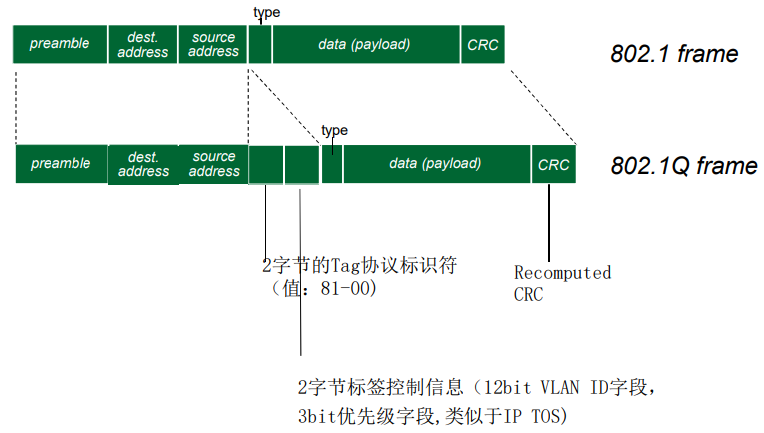 type
preamble
dest.
address
source
address
data (payload)
CRC
802.1 frame
type
preamble
dest.
address
source
address
data (payload)
CRC
802.1Q frame
2字节的Tag协议标识符
（值：81-00)
Recomputed
CRC
2字节标签控制信息（12bit VLAN ID字段，
3bit优先级字段,类似于IP TOS)